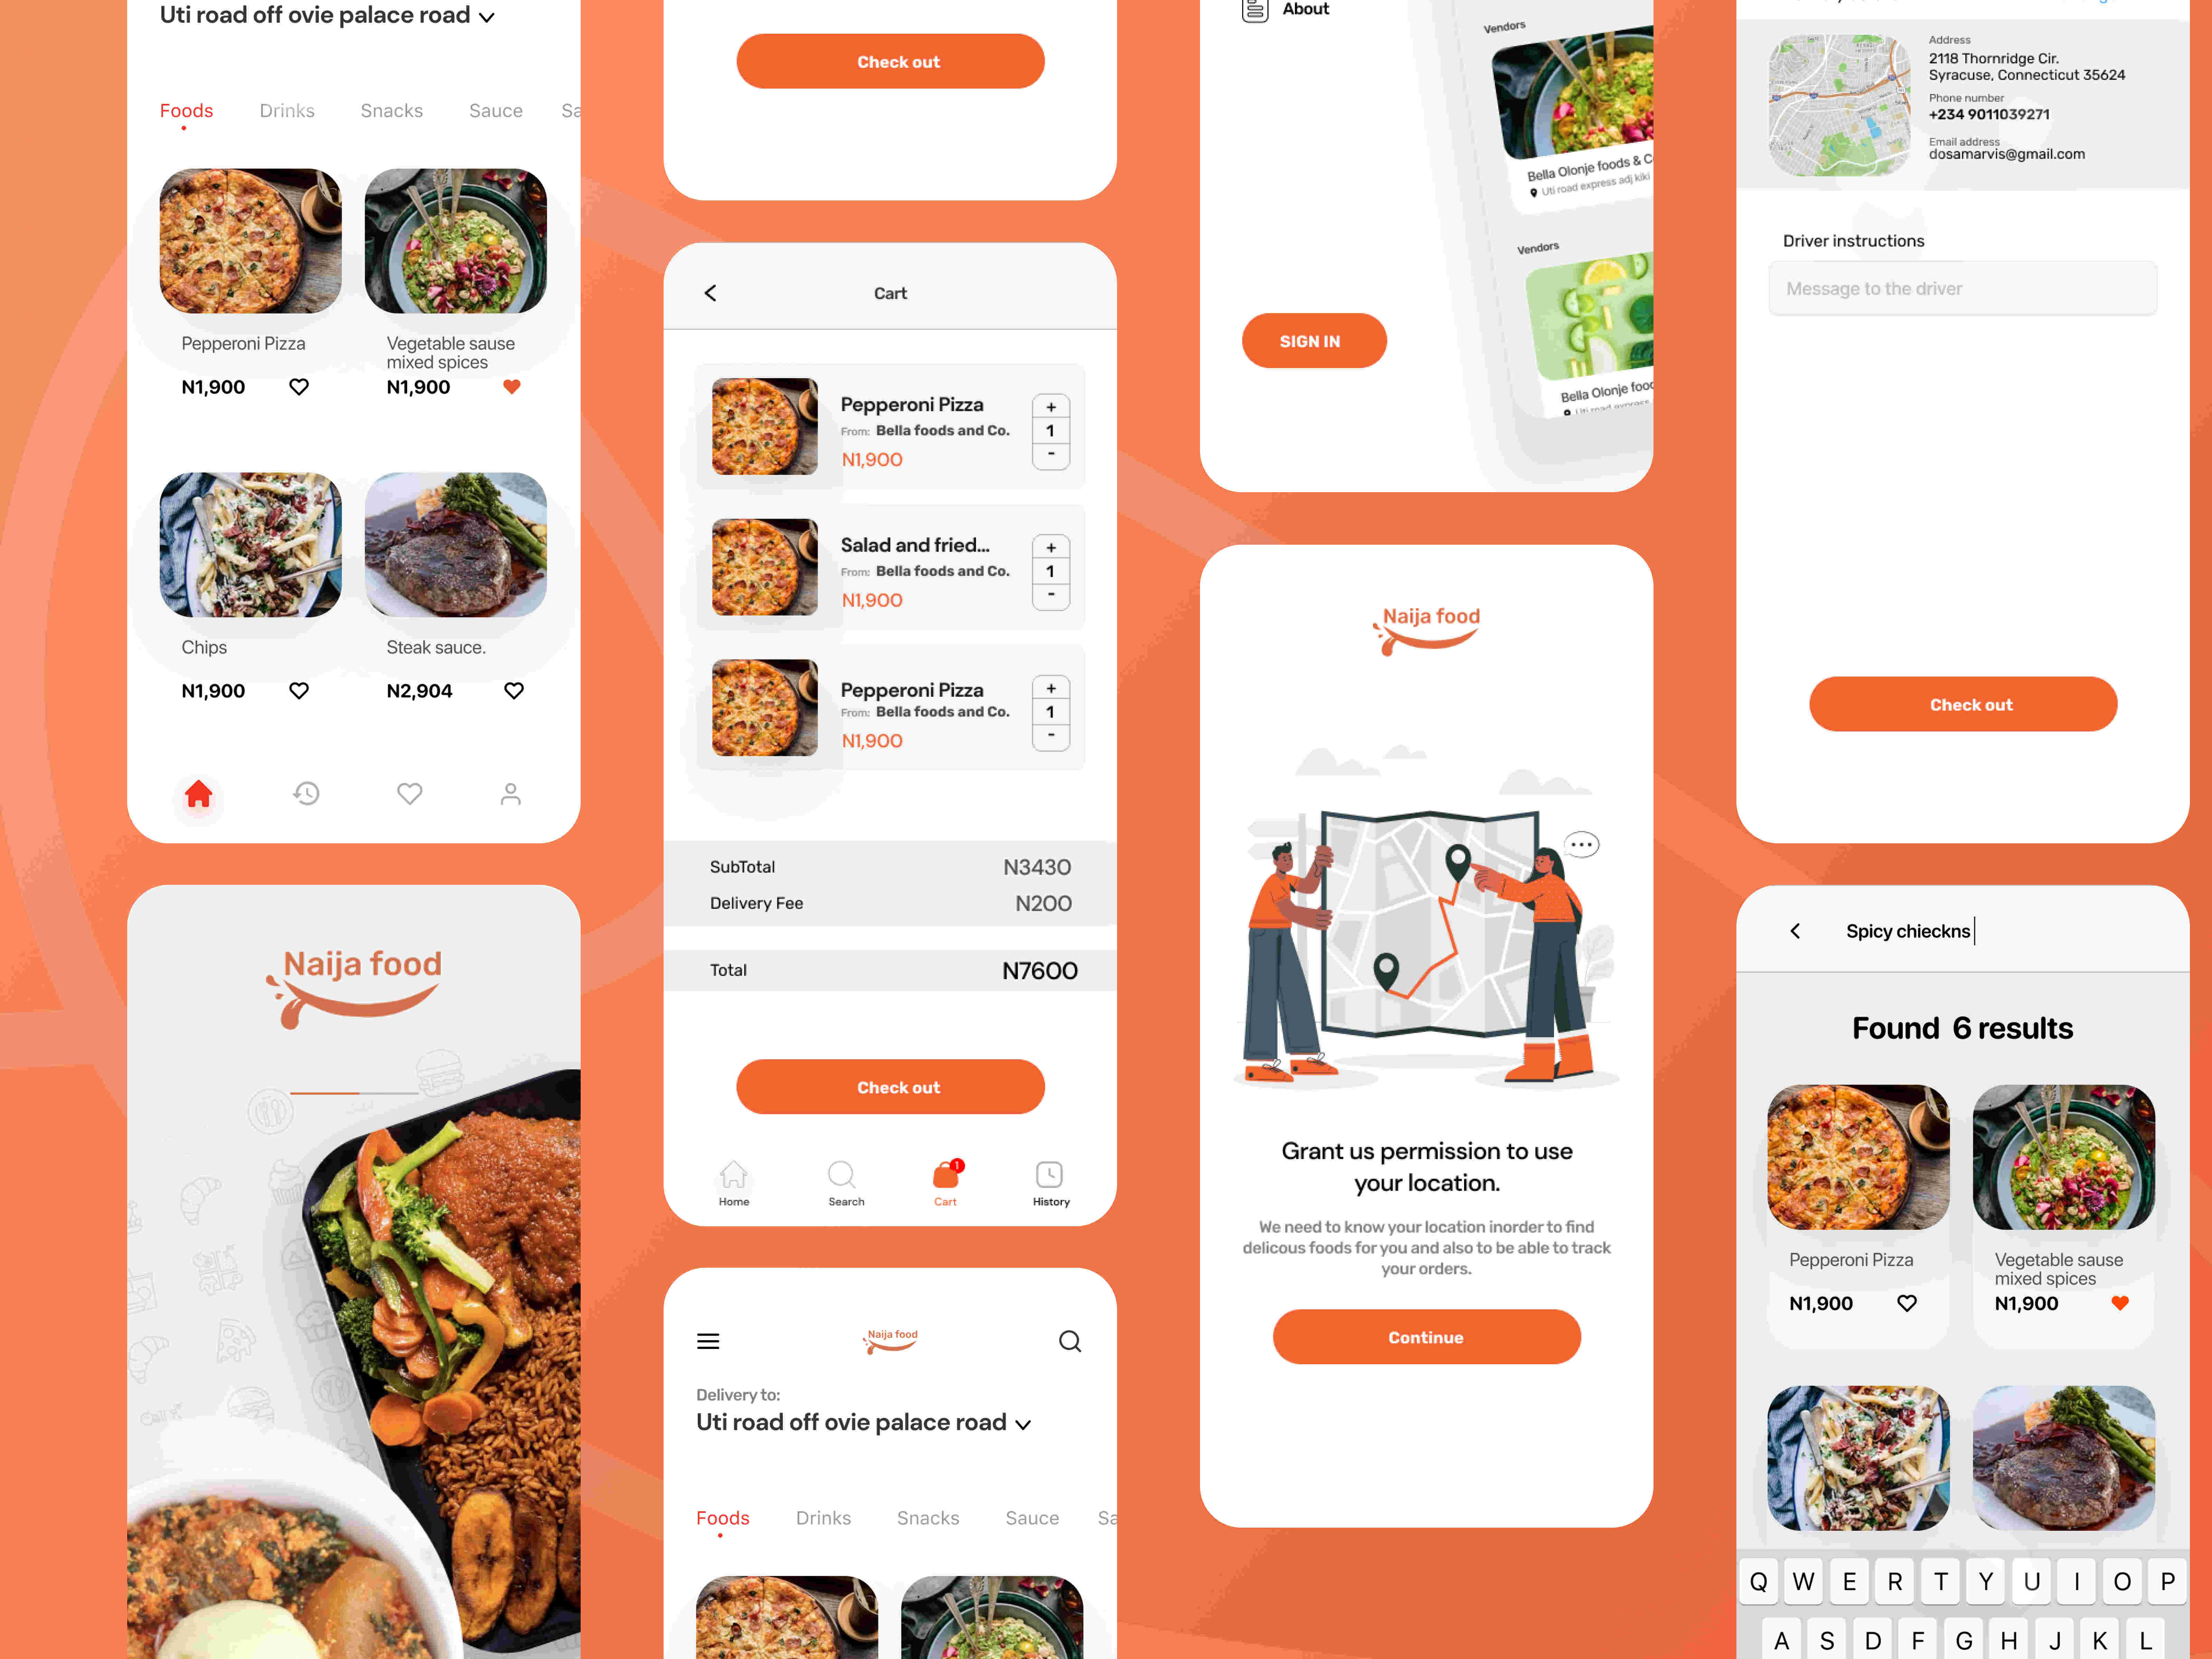 Uti road off ovie palace road
Foods Drinks Snacks Sauce Sa
Pepperoni Pizza
N1,900
Vegetable sause
mixed spices
N1,900
Chips
N1,900
Steak sauce.
N2,904
Naija food
Check out
Cart
Pepperoni Pizza
From: Bella foods and Co.
N1,900
+
1
-
Salad and fried...
From: Bella foods and Co.
N1,900
+
1
-
Pepperoni Pizza
From: Bella foods and Co.
N1,900
+
1
-
SubTotal N3430
Delivery Fee N200
Total N7600
Check out
1
Home Search Cart History
Naija food
Delivery to:
Uti road off ovie palace road
Foods Drinks Snacks Sauce Sa
About
SIGN IN
Vendors
Bella Olonje foods & C
Uti road express adj kiki
Vendors
Bella Olonje food
Uti road express
Naija food
Grant us permission to use
your location.
We need to know your location inorder to find
delicous foods for you and also to be able to track
your orders.
Continue
Address
2118 Thornridge Cir.
Syracuse, Connecticut 35624
Phone number
+234 9011039271
Email address
dosamarvis@gmail.com
Driver instructions
Message to the driver
Check out
Spicy chieckns
Found 6 results
Pepperoni Pizza
N1,900
Vegetable sause
mixed spices
N1,900
Q W E R T Y U I O P
A S D F G H J K L